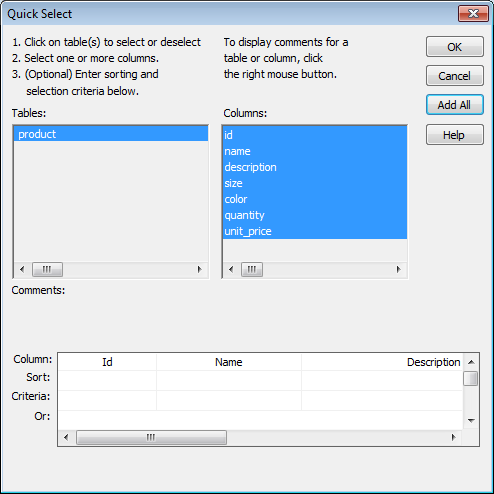 Quick Select
1. Click on table(s) to select or deselect
2. Select one or more columns.
3. (Optional) Enter sorting and
selection criteria below.
To display comments for a
table or column, click
the right mouse button.
OK
Cancel
Add All
Help
Tables:
product
Columns:
id
name
description
size
color
quantity
unit_price
Comments:
Column: Id Name Description
Sort:
Criteria:
Or: